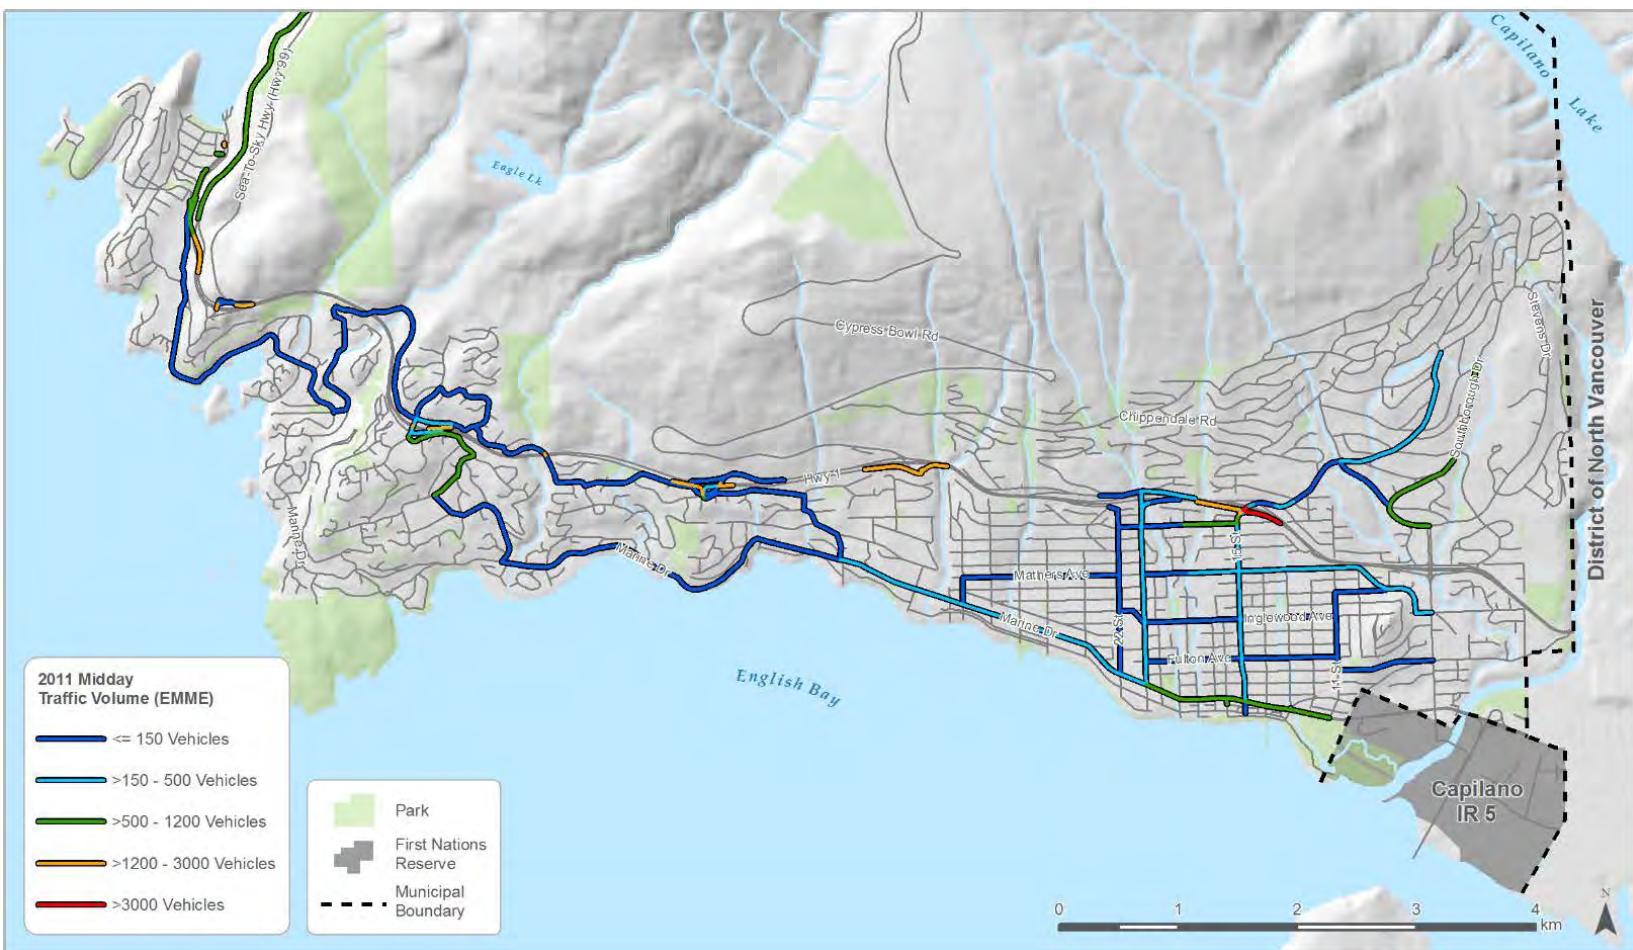 Capilano
Lake
Sea-To-Sky Hwy (Hwy 99)
Eagle Lk
Cypress Bowl Rd
Chippendale Rd
Stevens Dr
Southborough Dr
District of North Vancouver
Hwy 1
Marine Dr
Marine Dr
15 St
Mathers Ave
Inglewood Ave
Marine Dr
22 St
Fulton Ave
11 St
English Bay
Capilano
IR 5
2011 Midday
Traffic Volume (EMME)
<= 150 Vehicles
>150 - 500 Vehicles
>500 - 1200 Vehicles
>1200 - 3000 Vehicles
>3000 Vehicles
Park
First Nations
Reserve
Municipal
Boundary
0 1 2 3 4
km
N